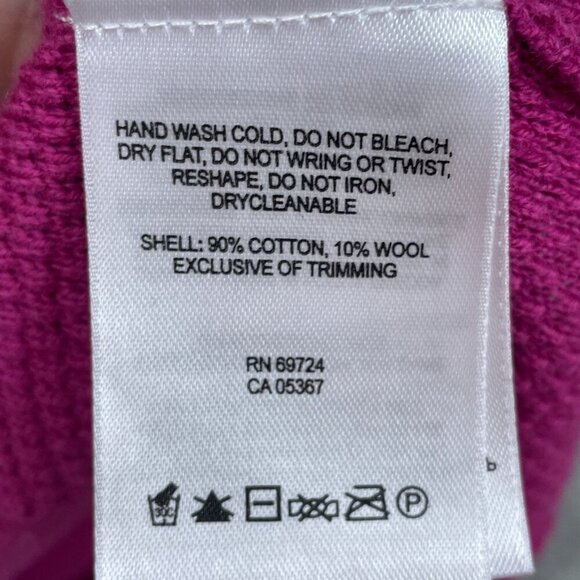 HAND WASH COLD, DO NOT BLEACH,
DRY FLAT, DO NOT WRING OR TWIST,
RESHAPE, DO NOT IRON,
DRYCLEANABLE
SHELL: 90% COTTON, 10% WOOL
EXCLUSIVE OF TRIMMING
RN 69724
CA 05367
30C
P